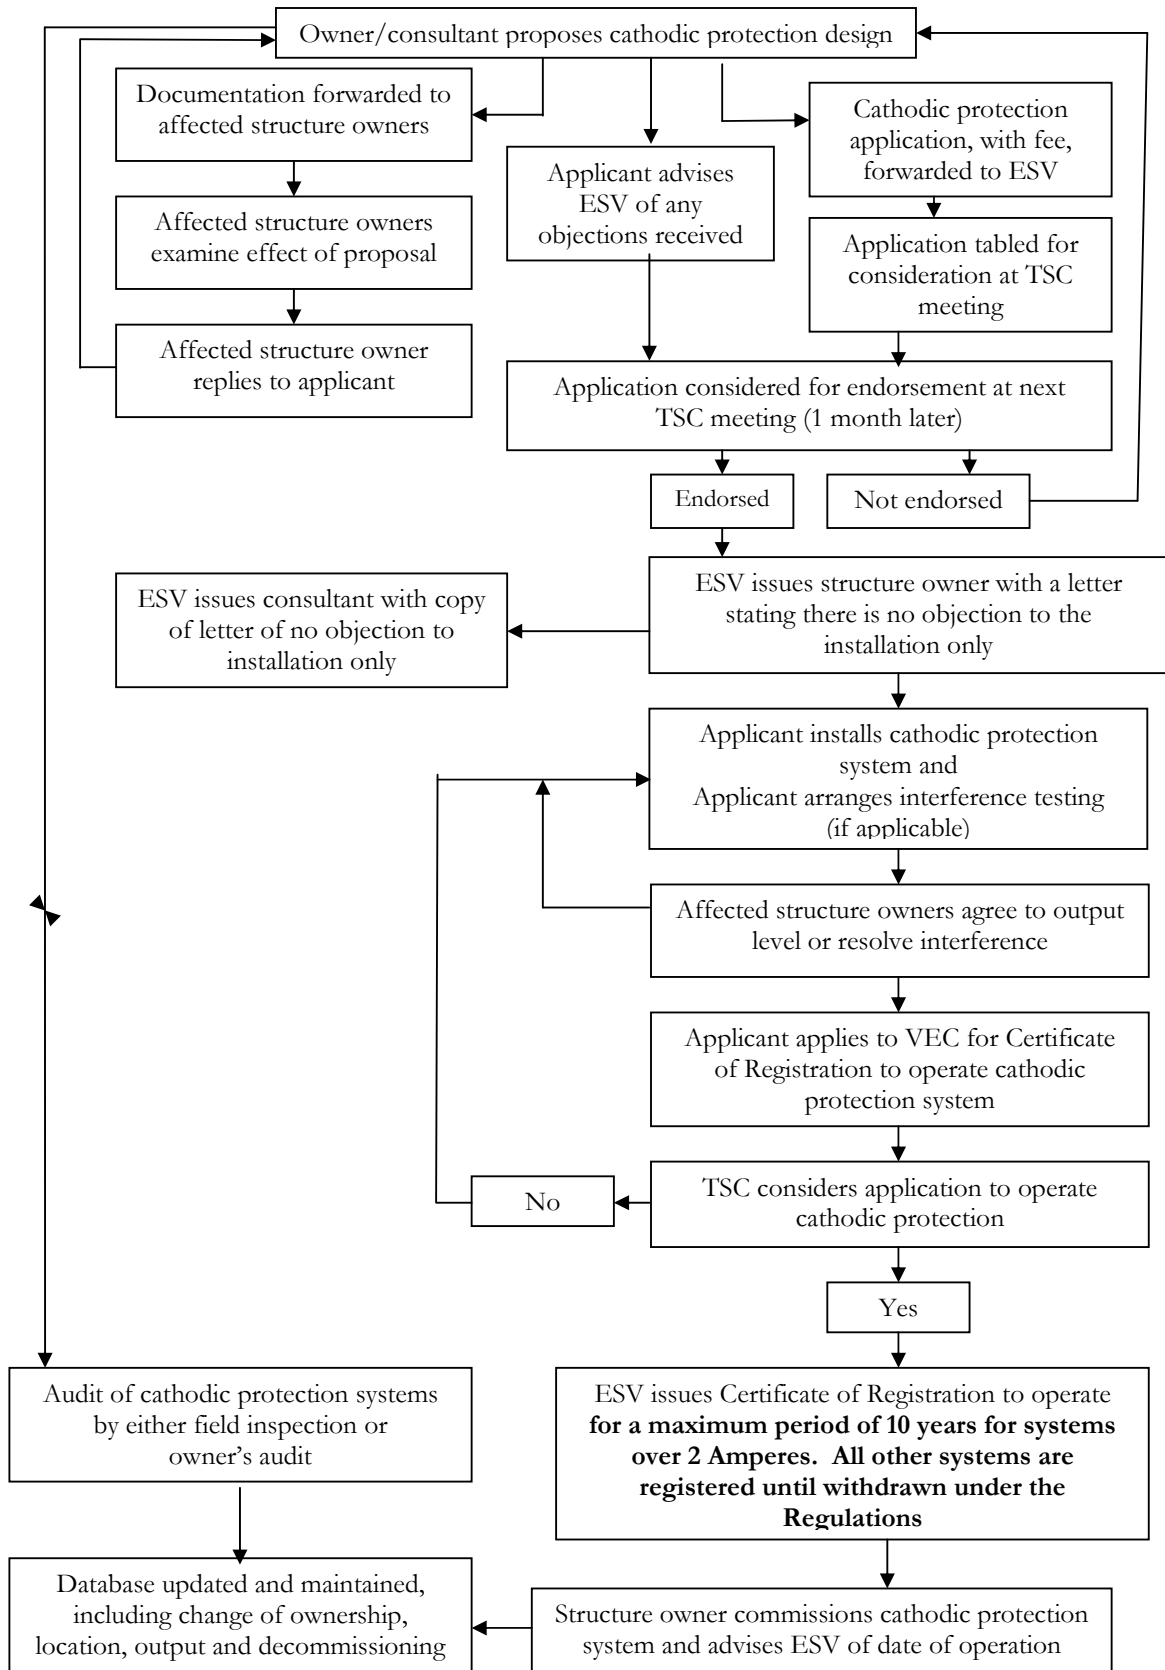 Owner/consultant proposes cathodic protection design
Documentation forwarded to
affected structure owners
Affected structure owners
examine effect of proposal
Affected structure owner
replies to applicant
Applicant advises
ESV of any
objections received
Cathodic protection
application, with fee,
forwarded to ESV
Application tabled for
consideration at TSC
meeting
Application considered for endorsement at next
TSC meeting (1 month later)
Endorsed
Not endorsed
ESV issues structure owner with a letter
stating there is no objection to the
installation only
ESV issues consultant with copy
of letter of no objection to
installation only
Applicant installs cathodic protection
system and
Applicant arranges interference testing
(if applicable)
Affected structure owners agree to output
level or resolve interference
Applicant applies to VEC for Certificate
of Registration to operate cathodic
protection system
TSC considers application to operate
cathodic protection
No
Yes
ESV issues Certificate of Registration to operate
for a maximum period of 10 years for systems
over 2 Amperes.  All other systems are
registered until withdrawn under the
Regulations
Audit of cathodic protection systems
by either field inspection or
owner’s audit
Database updated and maintained,
including change of ownership,
location, output and decommissioning
Structure owner commissions cathodic protection
system and advises ESV of date of operation